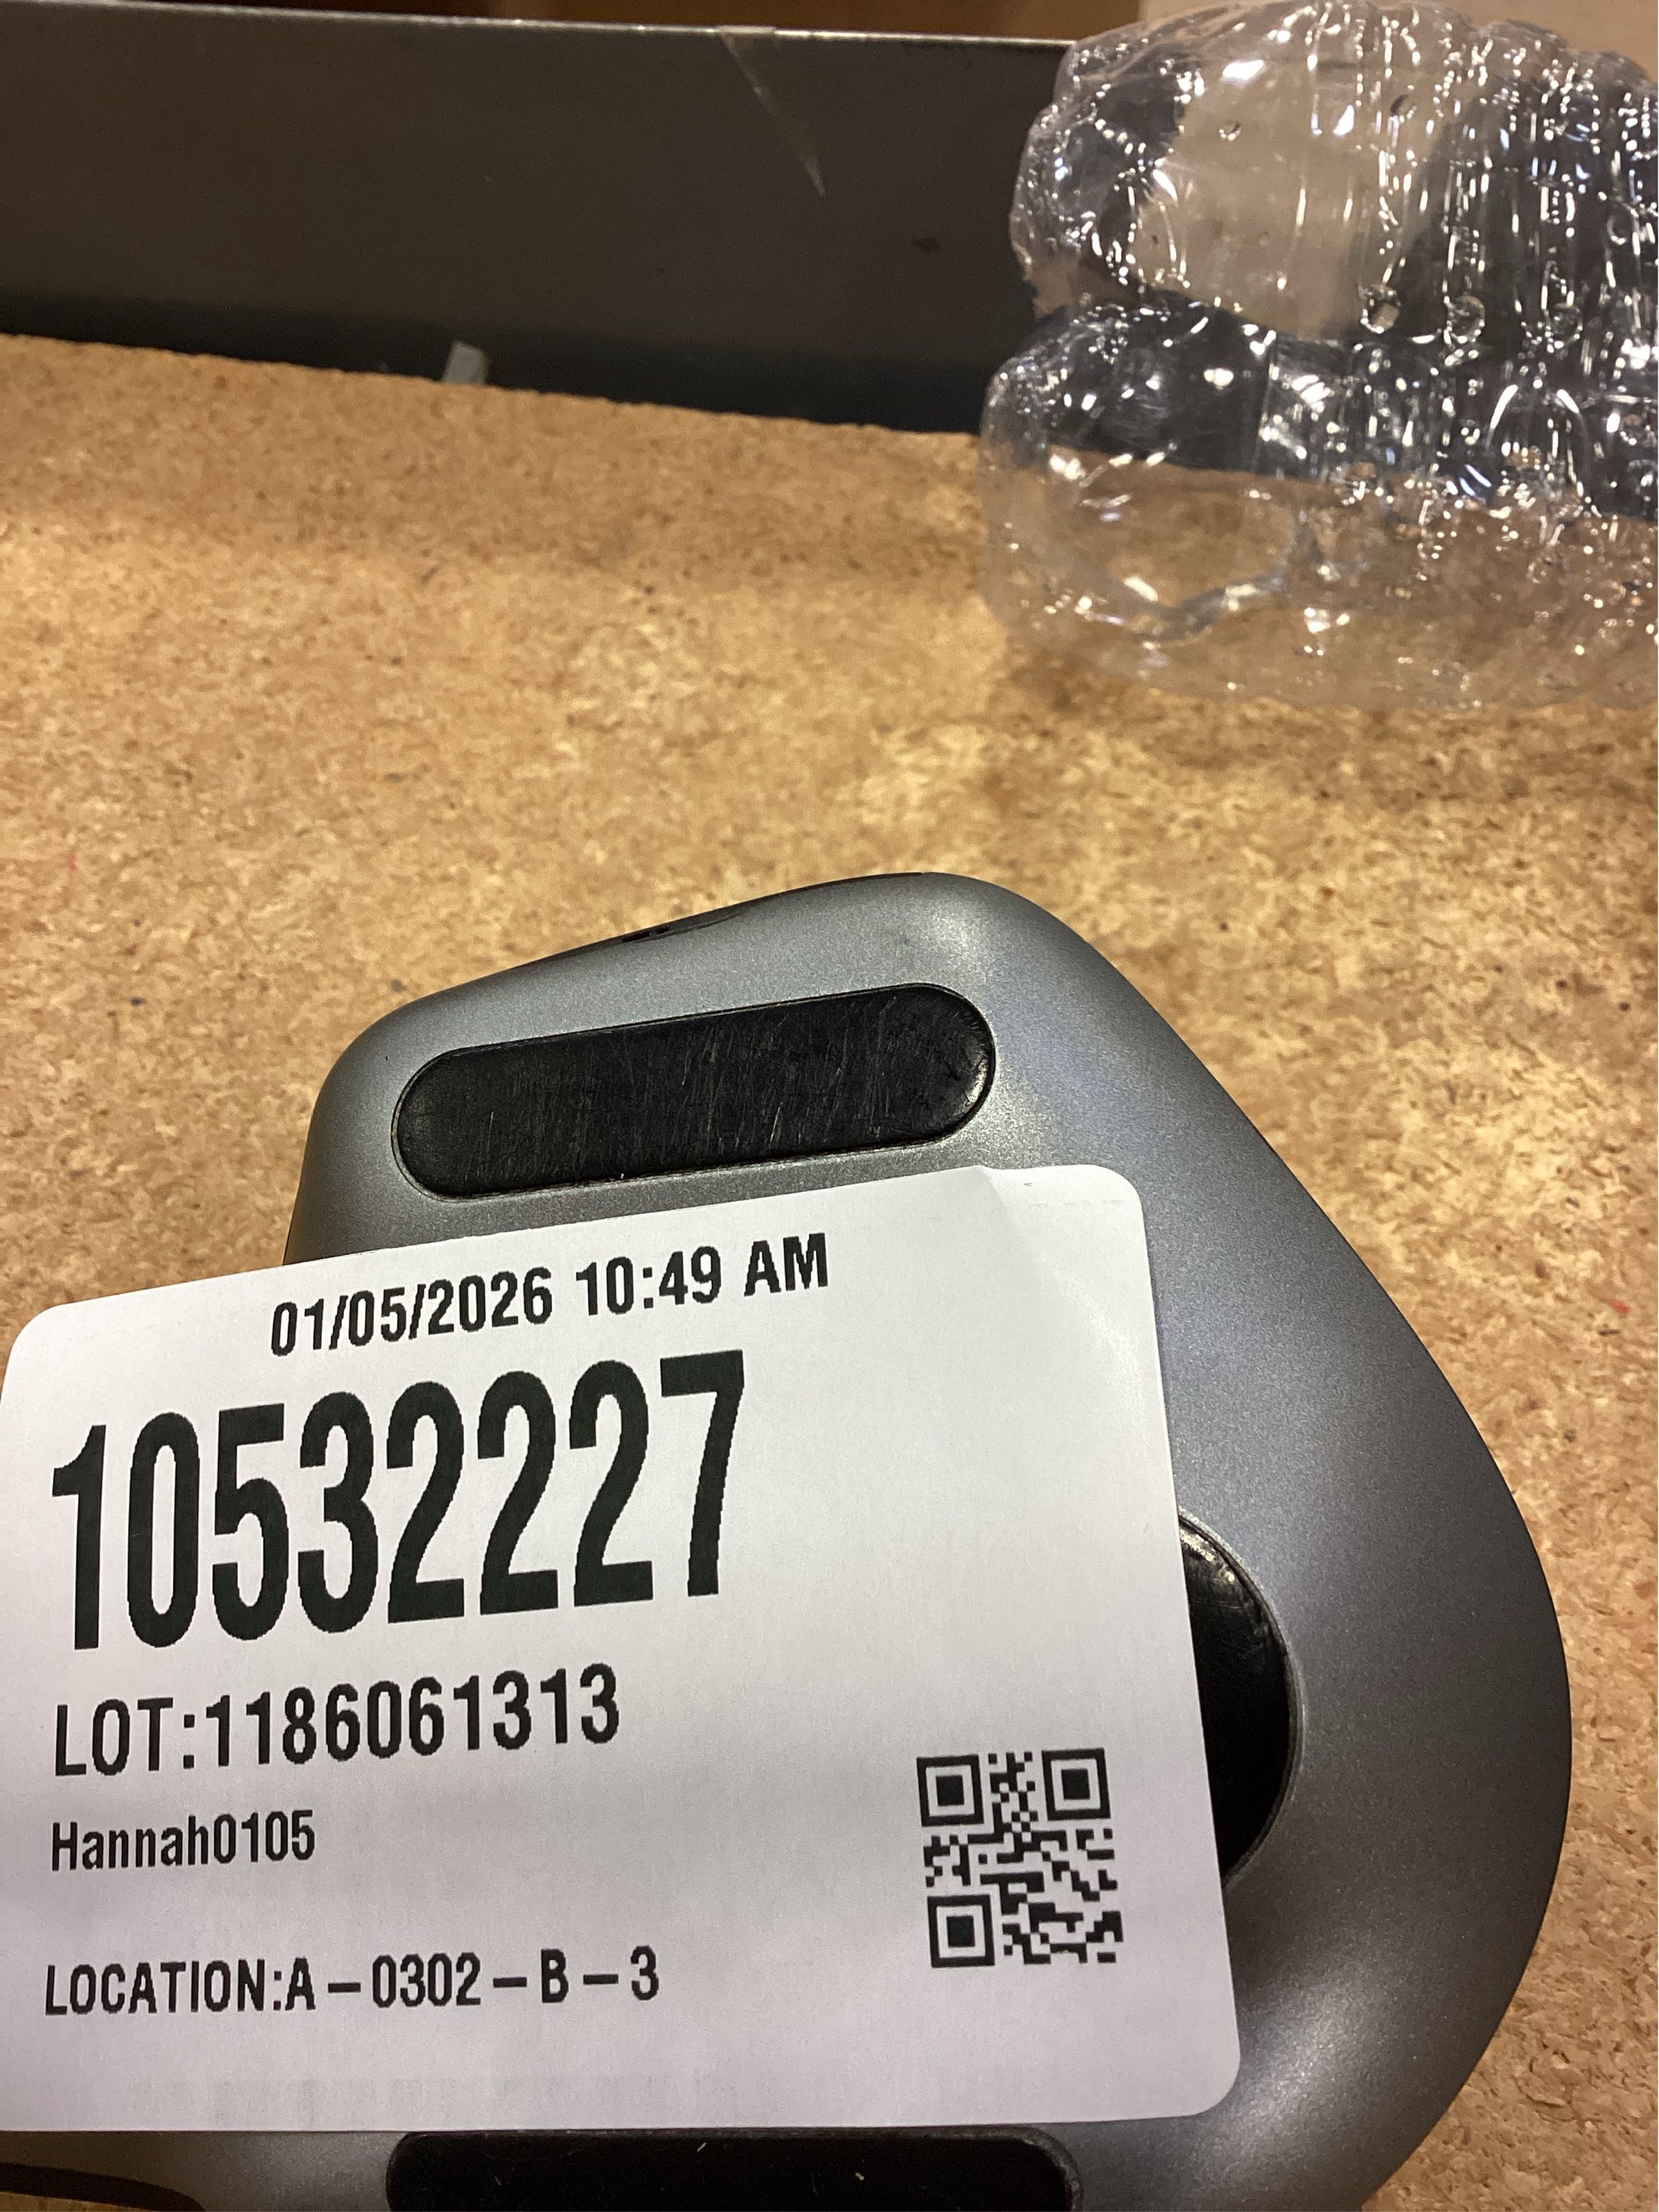 01/05/2026 10:49 AM
10532227
LOT:1186061313
Hannah0105
LOCATION:A – 0302 – B – 3